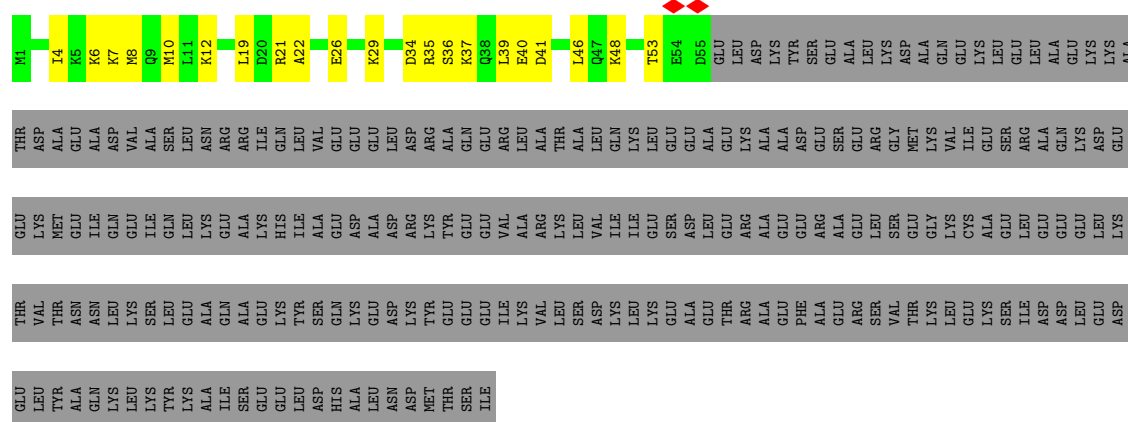 M1 I4 K5 K6 K7 M8 Q9 M10 L11 K12 L19 D20 R21 A22 E26 K29 D34 R35 S36 K37 Q38 L39 E40 D41 L46 Q47 K48 T53 E54 D55 GLU LEU ASP LYS TYR SER GLU ALA LEU LYS ASP ALA GLN GLU LYS LEU GLU LEU ALA GLU LYS LYS ALA
THR ASP ALA GLU ALA ASP VAL ALA SER LEU ASN ARG ARG ILE GLN LEU VAL GLU GLU GLU LEU ASP ARG ALA GLN GLU ARG LEU ALA THR ALA LEU GLN LYS LEU GLU GLU ALA GLU LYS ALA ALA ASP GLU SER GLU ARG GLY MET LYS VAL ILE GLU SER ARG ALA GLN LYS ASP GLU
GLU LYS MET GLU ILE GLN GLU ILE GLN LEU LYS GLU ALA LYS HIS ILE ALA GLU ASP ALA ASP ARG LYS TYR GLU GLU VAL ALA ARG LYS LEU VAL ILE ILE GLU SER ASP LEU GLU ARG ALA GLU GLU ARG ALA GLU LEU SER GLU GLY LYS CYS ALA GLU LEU GLU GLU GLU LEU LYS
THR VAL THR ASN ASN LEU LYS SER LEU GLU ALA GLN ALA GLU LYS TYR SER GLN LYS GLU ASP LYS TYR GLU GLU GLU ILE LYS VAL LEU SER ASP LYS LEU LYS GLU ALA GLU THR ARG ALA GLU PHE ALA GLU ARG SER VAL THR LYS LEU GLU LYS SER ILE ASP ASP LEU GLU ASP
GLU LEU TYR ALA GLN LYS LEU LYS TYR LYS ALA ILE SER GLU GLU LEU ASP HIS ALA LEU ASN ASP MET THR SER ILE